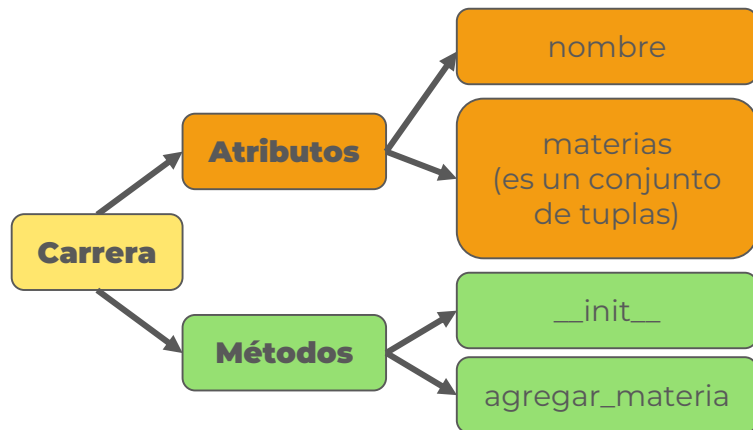 Carrera
Atributos
nombre
materias
(es un conjunto
de tuplas)
Métodos
__init__
agregar_materia